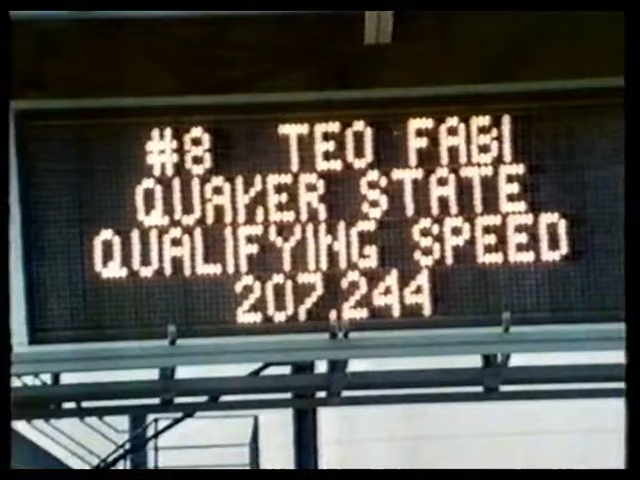 #8 TEO FABI
QUAKER STATE
QUALIFYING SPEED
207.244